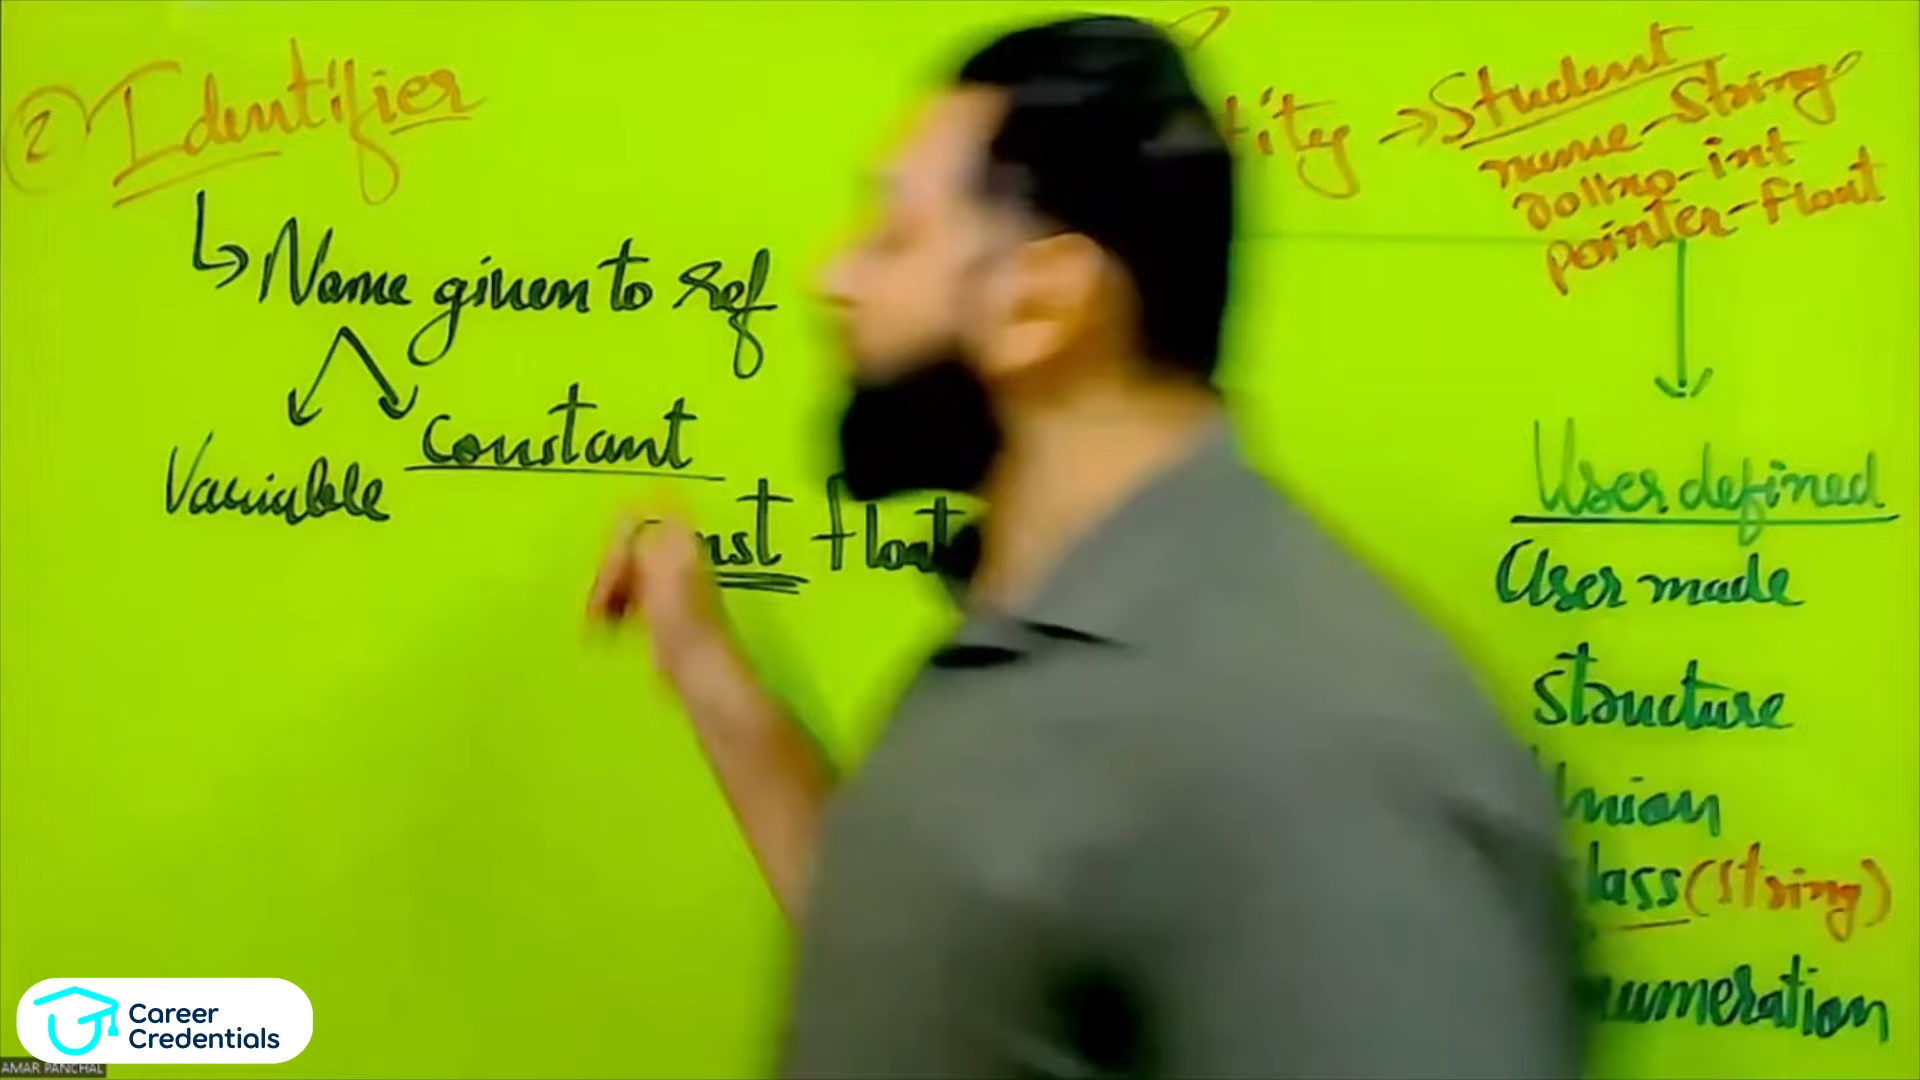 ② Identifier
↳ Name given to ref
Variable
Constant
const float
tity → Student
name - String
rollno - int
pointer - float
User defined
User made
structure
Union
class (string)
numeration
Career
Credentials
AMAR PANCHAL